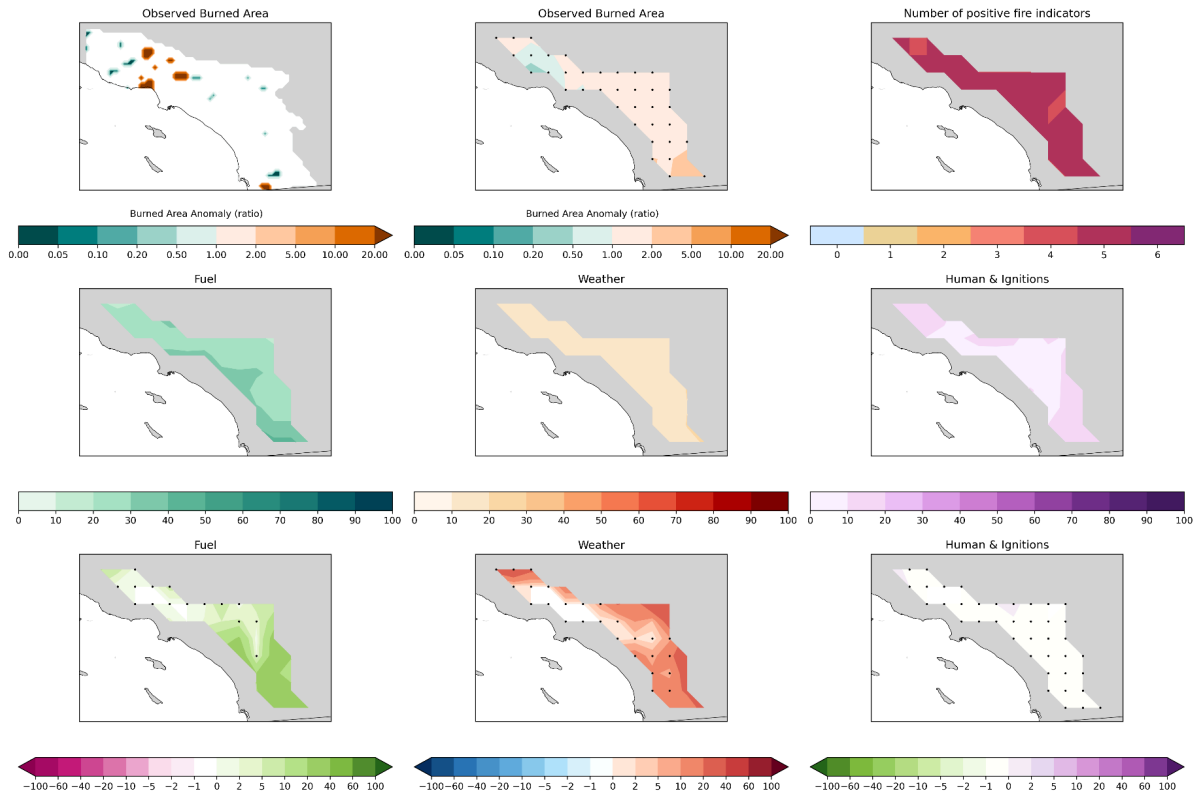 Observed Burned Area
Observed Burned Area
Number of positive fire indicators
Burned Area Anomaly (ratio)
Burned Area Anomaly (ratio)
0.00 0.05 0.10 0.20 0.50 1.00 2.00 5.00 10.00 20.00
0.00 0.05 0.10 0.20 0.50 1.00 2.00 5.00 10.00 20.00
0 1 2 3 4 5 6
Fuel
Weather
Human & Ignitions
0 10 20 30 40 50 60 70 80 90 100
0 10 20 30 40 50 60 70 80 90 100
0 10 20 30 40 50 60 70 80 90 100
Fuel
Weather
Human & Ignitions
−100−60 −40 −20 −10 −5 −2 −1 0 2 5 10 20 40 60 100
−100−60 −40 −20 −10 −5 −2 −1 0 2 5 10 20 40 60 100
−100−60 −40 −20 −10 −5 −2 −1 0 2 5 10 20 40 60 100